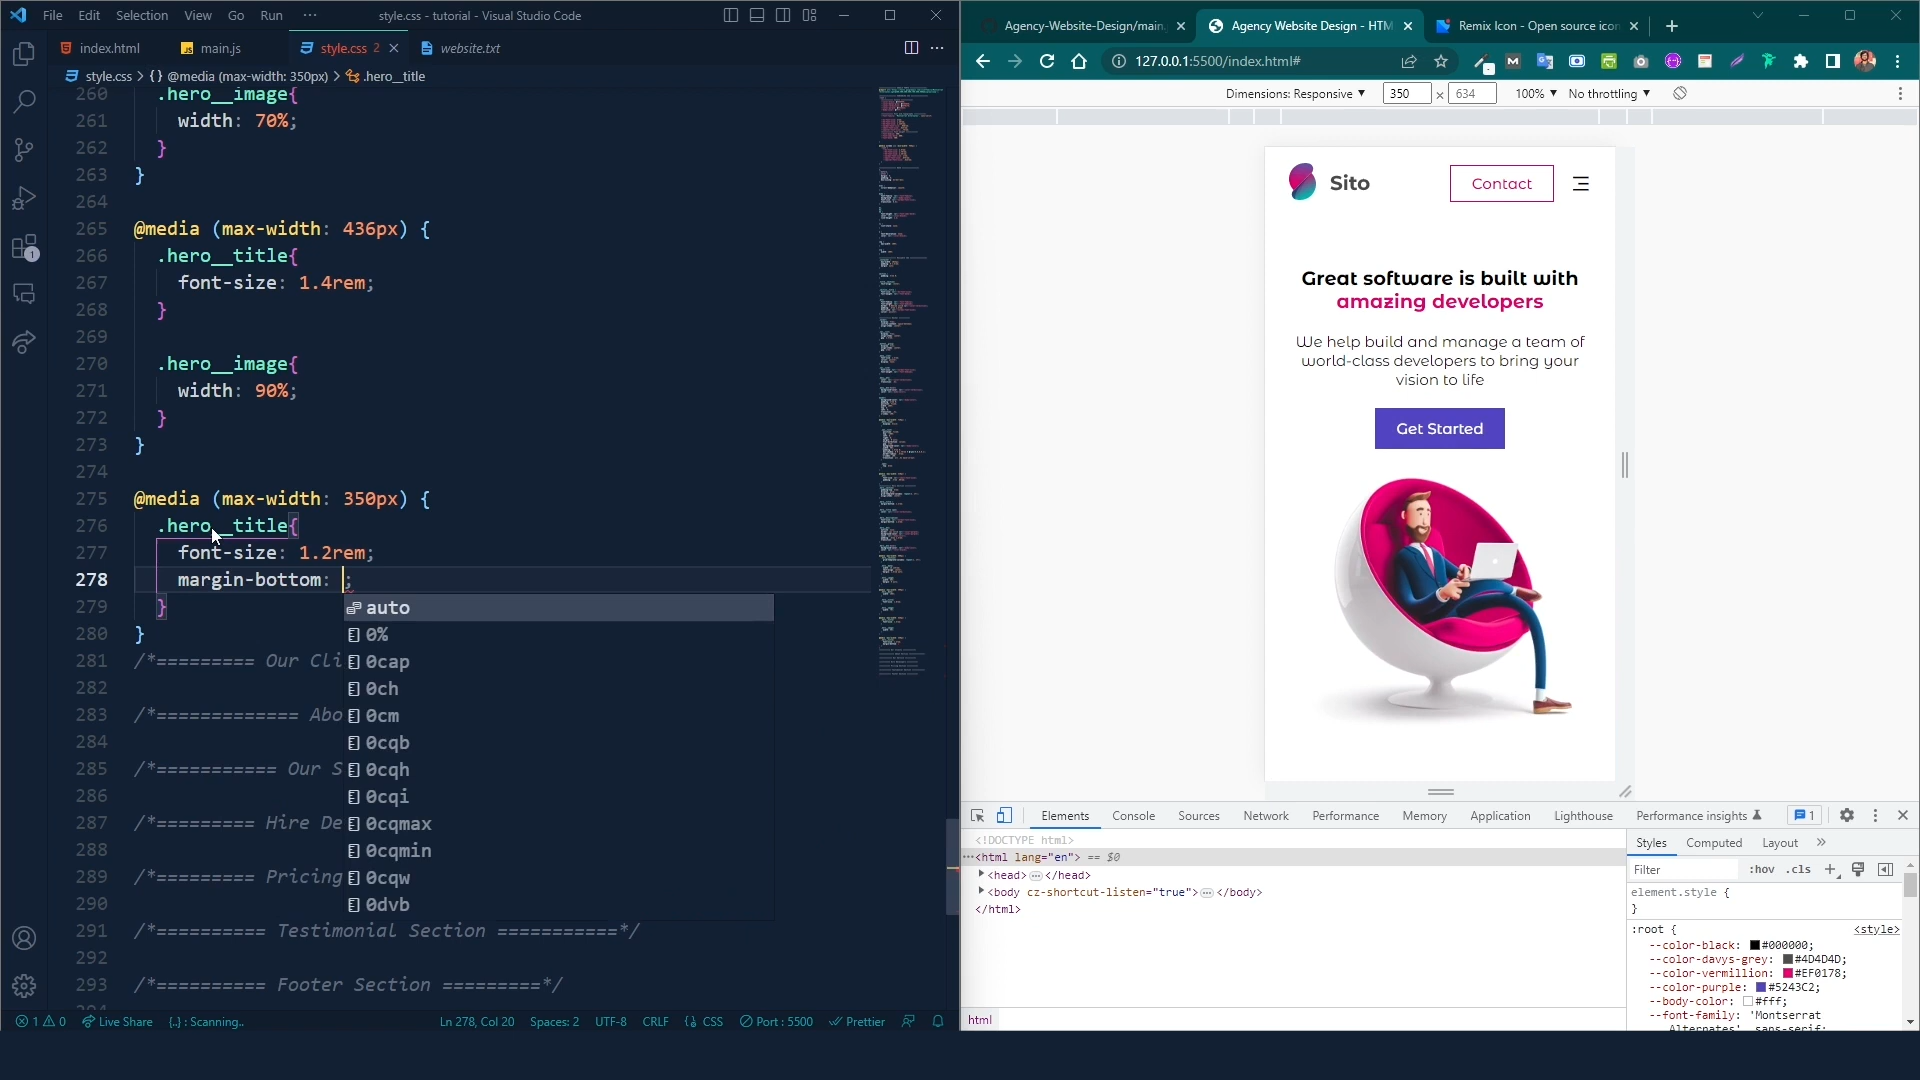 File Edit Selection View Go Run ··· style.css - tutorial - Visual Studio Code
index.html main.js style.css 2 website.txt
style.css > {} @media (max-width: 350px) > .hero__title
260 .hero__image{
261 width: 70%;
262 }
263 }
264
265 @media (max-width: 436px) {
266 .hero__title{
267 font-size: 1.4rem;
268 }
269
270 .hero__image{
271 width: 90%;
272 }
273 }
274
275 @media (max-width: 350px) {
276 .hero__title{
277 font-size: 1.2rem;
278 margin-bottom: ;
279 }
280 }
281 /*========= Our Cli
282
283 /*============= Abo
284
285 /*=========== Our S
286
287 /*========= Hire De
288
289 /*========= Pricing
290
291 /*========== Testimonial Section ===========*/
292
293 /*========== Footer Section =========*/
auto
0%
0cap
0ch
0cm
0cqb
0cqh
0cqi
0cqmax
0cqmin
0cqw
0dvb
1
1 0 Live Share {..} : Scanning.. Ln 278, Col 20 Spaces: 2 UTF-8 CRLF CSS Port : 5500 Prettier
Agency-Website-Design/main. Agency Website Design - HTM Remix Icon - Open source icon
127.0.0.1:5500/index.html#
Dimensions: Responsive 350 × 634 100% No throttling
Sito
Contact
Great software is built with
amazing developers
We help build and manage a team of
world-class developers to bring your
vision to life
Get Started
Elements Console Sources Network Performance Memory Application Lighthouse Performance insights 1
<!DOCTYPE html>
<html lang="en"> == $0
<head>…</head>
<body cz-shortcut-listen="true">…</body>
</html>
html
Styles Computed Layout »
Filter :hov .cls +
element.style {
}
:root { <style>
--color-black: #000000;
--color-davys-grey: #4D4D4D;
--color-vermillion: #EF0178;
--color-purple: #5243C2;
--body-color: #fff;
--font-family: 'Montserrat
Alternates', sans-serif;